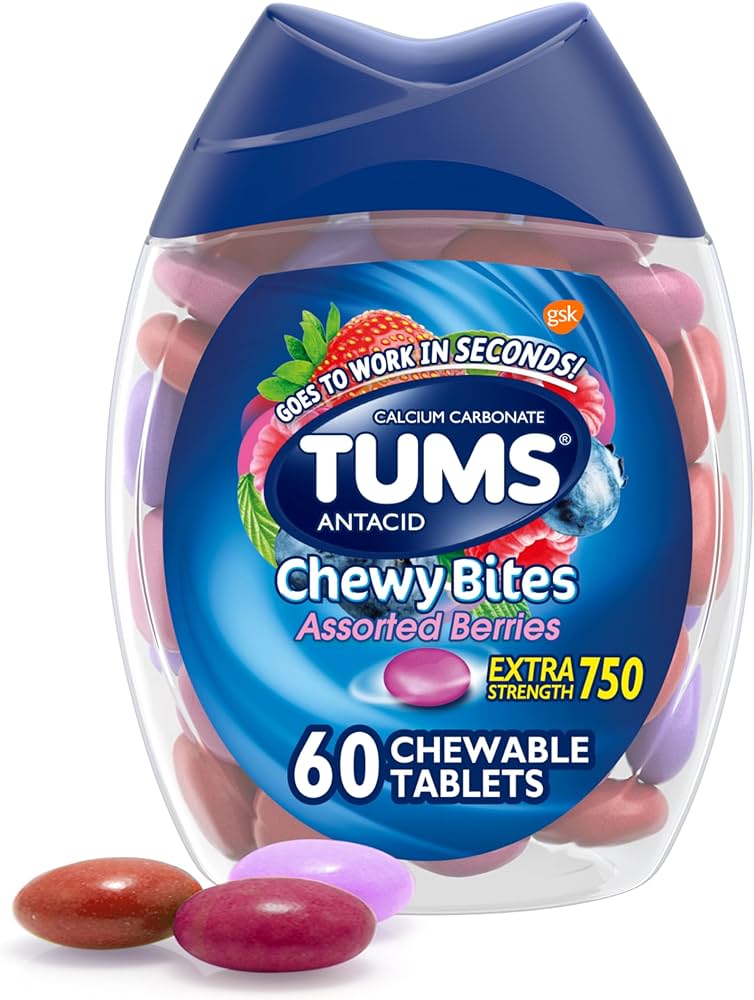 gsk
GOES TO WORK IN SECONDS!
CALCIUM CARBONATE
TUMS®
ANTACID
Chewy Bites
Assorted Berries
EXTRA STRENGTH 750
60 CHEWABLE TABLETS